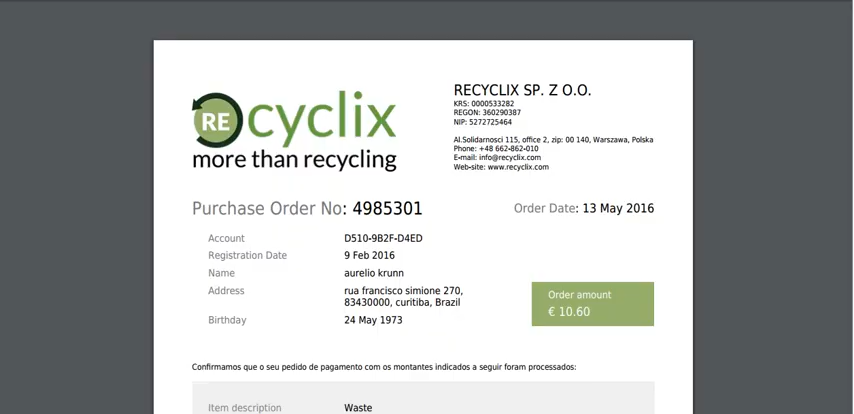 REcyclix
more than recycling
RECYCLIX SP. Z O.O.
KRS: 0000533282
REGON: 360290387
NIP: 5272725464
Al.Solidarnosci 115, office 2, zip: 00 140, Warszawa, Polska
Phone: +48 662-862-010
E-mail: info@recyclix.com
Web-site: www.recyclix.com
Purchase Order No: 4985301
Order Date: 13 May 2016
Account D510-9B2F-D4ED
Registration Date 9 Feb 2016
Name aurelio krunn
Address rua francisco simione 270,
83430000, curitiba, Brazil
Birthday 24 May 1973
Order amount
€ 10.60
Confirmamos que o seu pedido de pagamento com os montantes indicados a seguir foram processados:
Item description Waste